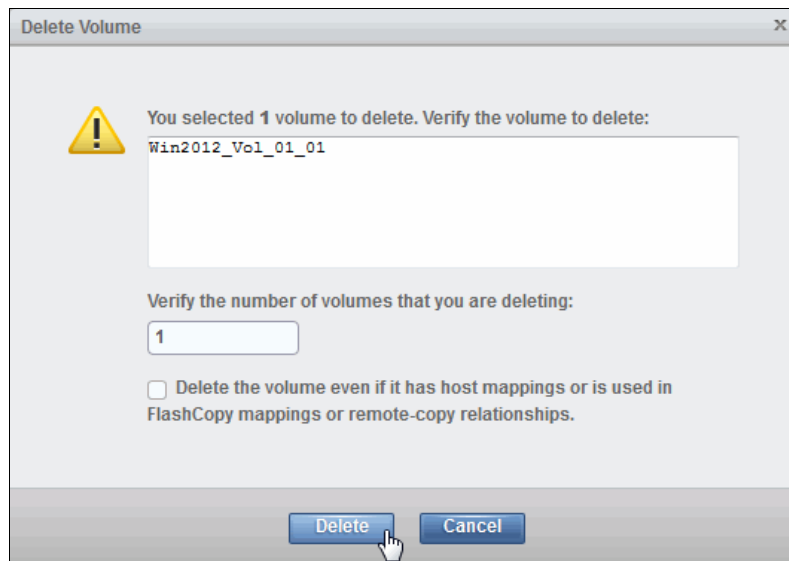 Delete Volume
x
You selected 1 volume to delete. Verify the volume to delete:
Win2012_Vol_01_01
Verify the number of volumes that you are deleting:
1
Delete the volume even if it has host mappings or is used in
FlashCopy mappings or remote-copy relationships.
Delete
Cancel